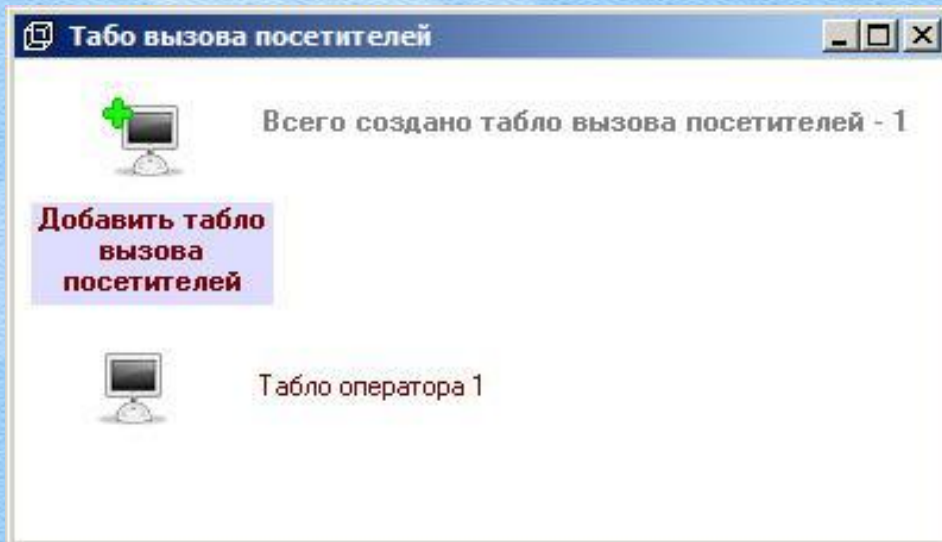 Табо вызова посетителей
Всего создано табло вызова посетителей - 1
Добавить табло
вызова
посетителей
Табло оператора 1